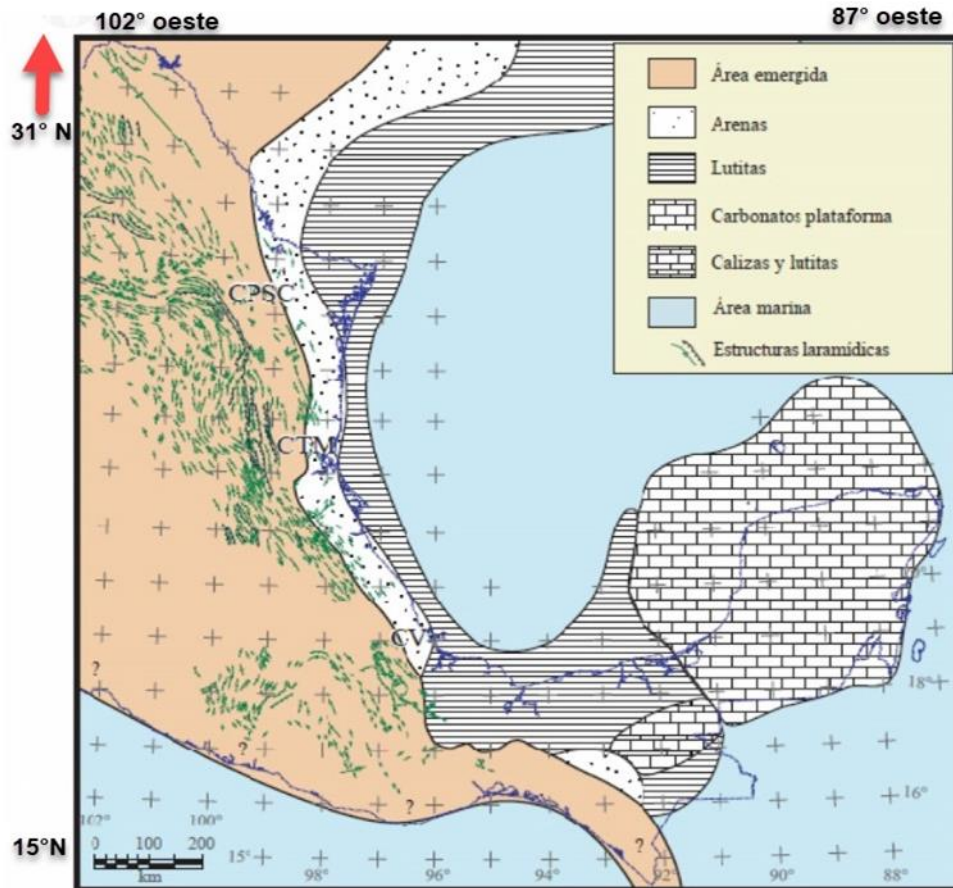 102° oeste
87° oeste
31° N
Área emergida
Arenas
Lutitas
Carbonatos plataforma
Calizas y lutitas
Área marina
Estructuras laramídicas
CPSC
CTM
CV
18°
?
?
?
?
16°
102°
100°
15°N
0 100 200
km
15°
98°
96°
94°
92°
90°
88°